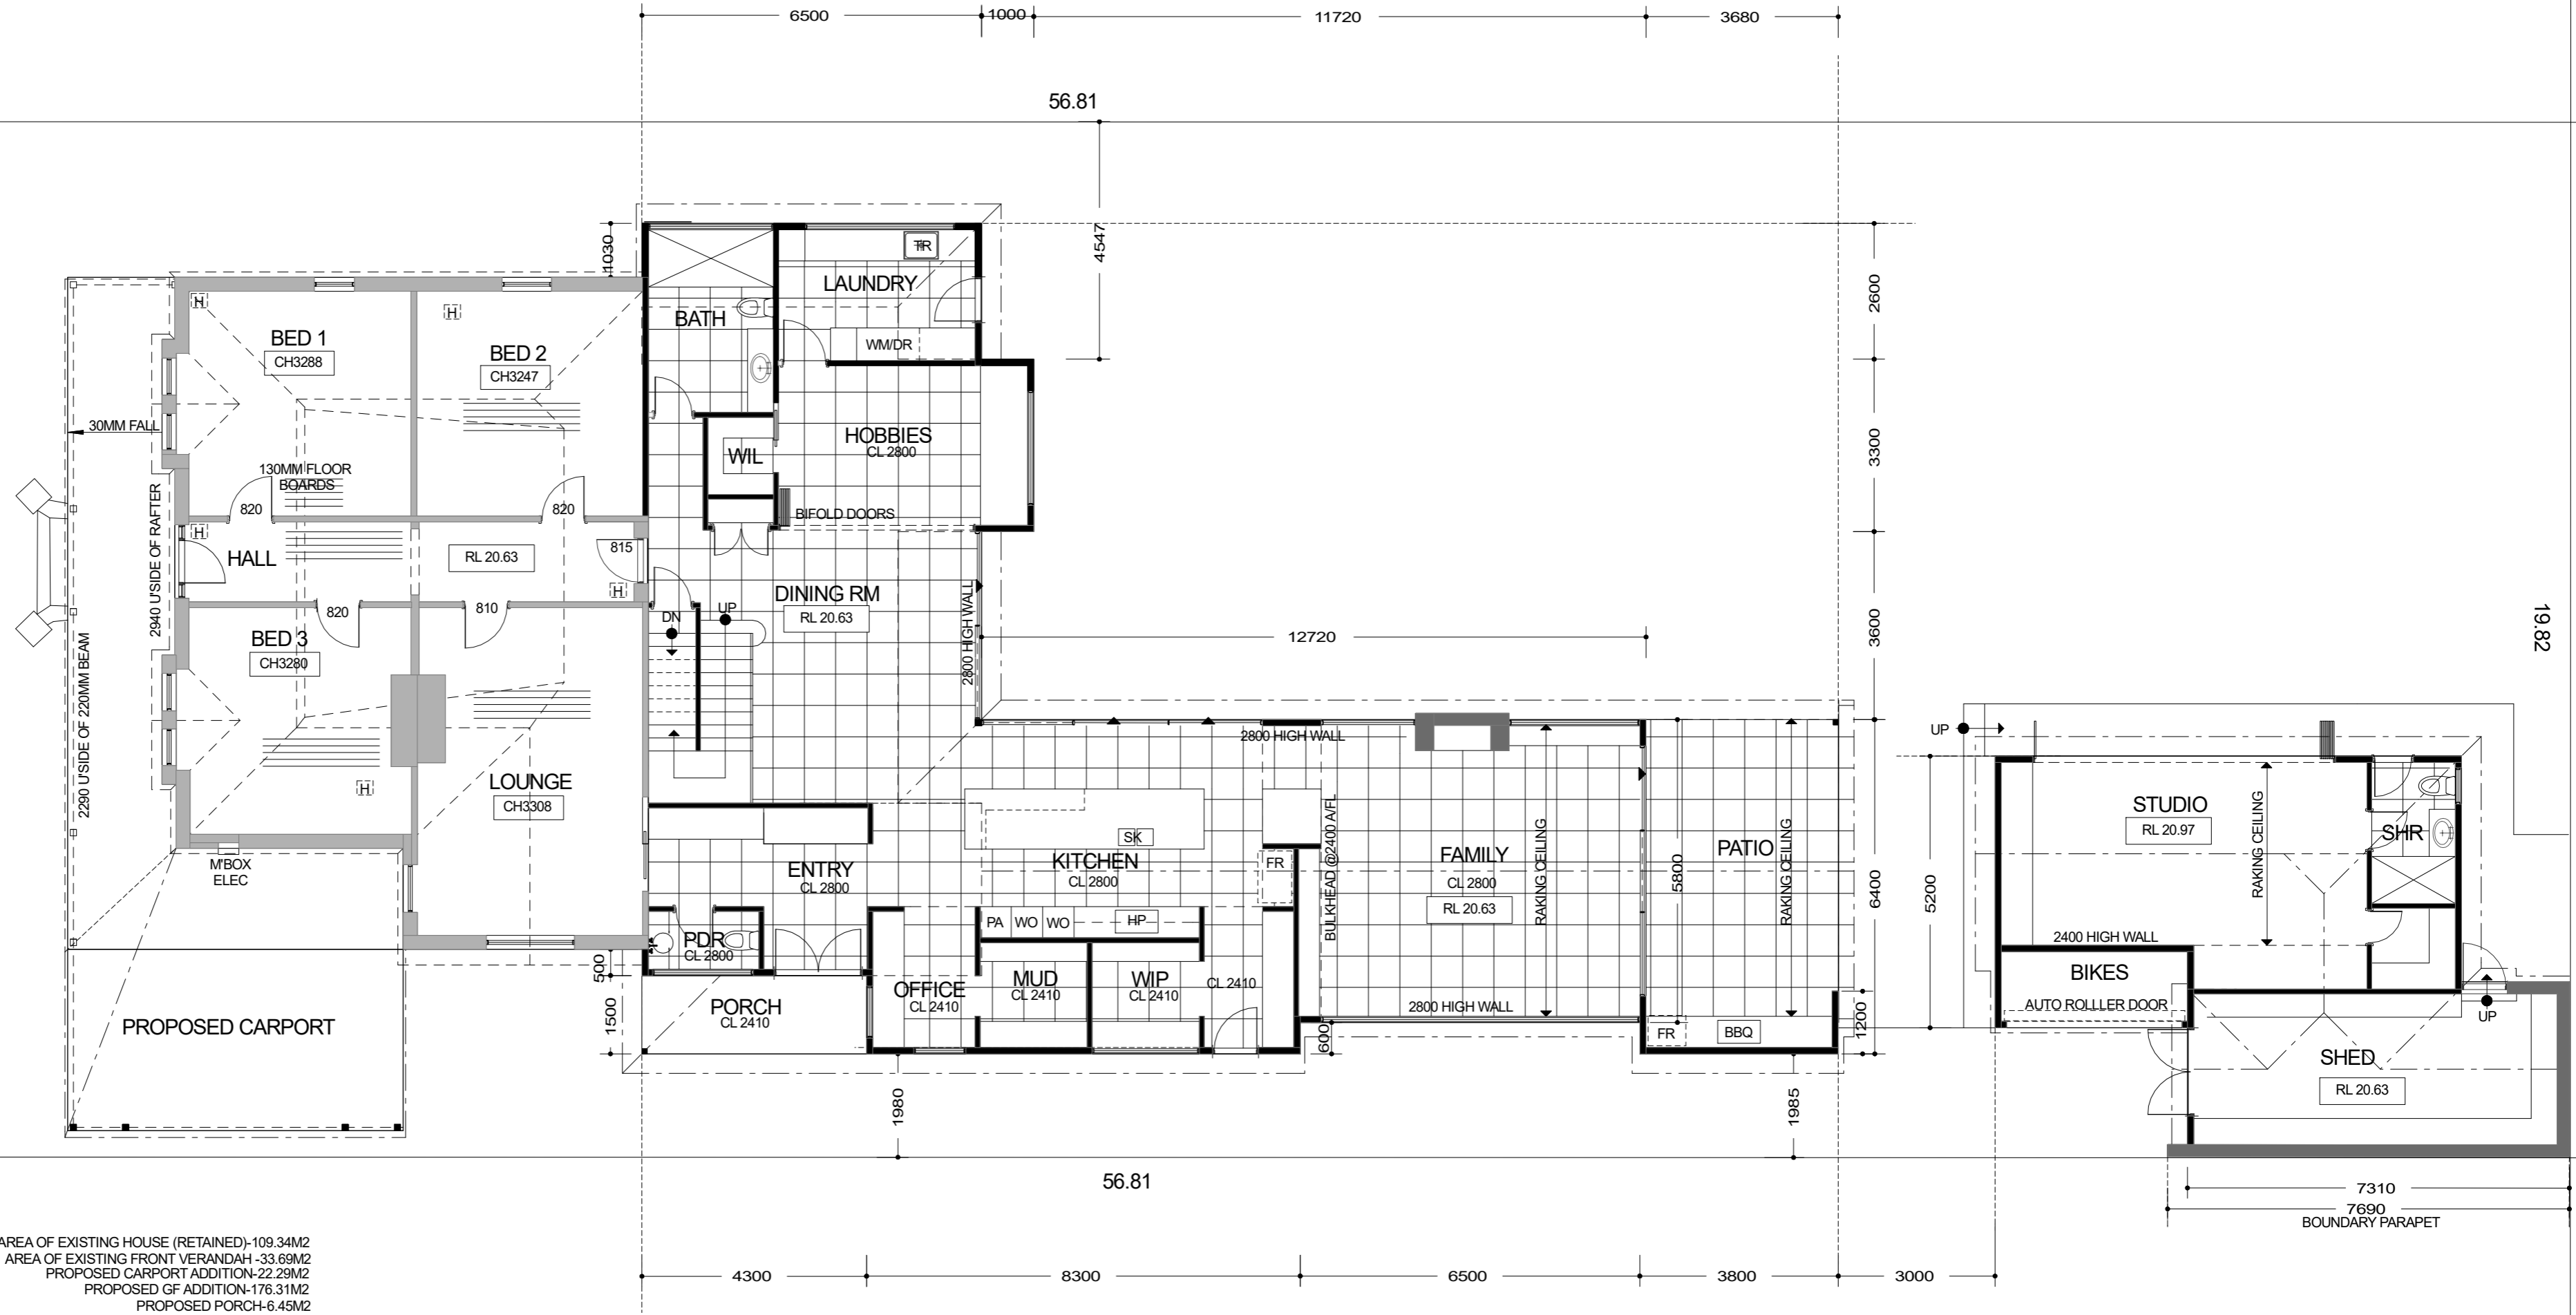 6500
1000
11720
3680
56.81
1030
4547
TR
LAUNDRY
2600
H
H
BATH
BED 1
CH3288
BED 2
CH3247
WM/DR
30MM FALL
HOBBIES
CL 2800
3300
WIL
130MM FLOOR
BOARDS
2940 U'SIDE OF RAFTER
820
820
BIFOLD DOORS
H
HALL
RL 20.63
815
H
DINING RM
RL 20.63
2800 HIGH WALL
3600
19.82
820
810
DN
UP
12720
BED 3
CH3280
2290 U'SIDE OF 220MM BEAM
UP
2800 HIGH WALL
LOUNGE
CH3308
H
STUDIO
RL 20.97
RAKING CEILING
SHR
SK
M'BOX
ELEC
ENTRY
CL 2800
KITCHEN
CL 2800
FR
BULKHEAD @2400 A/FL
FAMILY
CL 2800
RL 20.63
RAKING CEILING
5800
PATIO
RAKING CEILING
6400
5200
PA
WO
WO
HP
PDR
CL 2800
2400 HIGH WALL
500
BIKES
MUD
CL 2410
WIP
CL 2410
CL 2410
OFFICE
CL 2410
PORCH
CL 2410
1500
2800 HIGH WALL
AUTO ROLLLER DOOR
UP
PROPOSED CARPORT
600
FR
BBQ
1200
SHED
RL 20.63
1980
1985
56.81
7310
7690
BOUNDARY PARAPET
AREA OF EXISTING HOUSE (RETAINED)-109.34M2
AREA OF EXISTING FRONT VERANDAH -33.69M2
PROPOSED CARPORT ADDITION-22.29M2
PROPOSED GF ADDITION-176.31M2
PROPOSED PORCH-6.45M2
4300
8300
6500
3800
3000